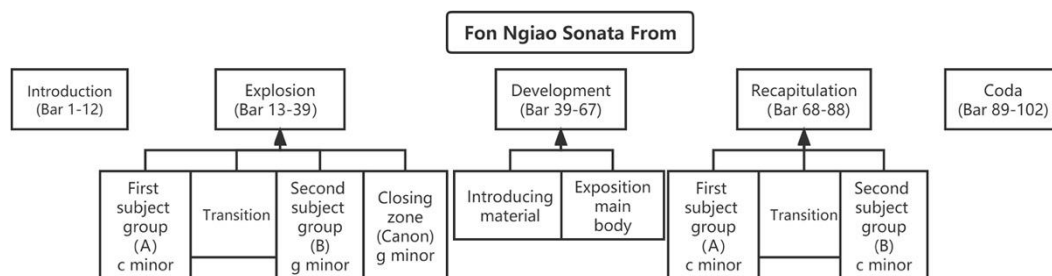 Fon Ngiao Sonata From
Introduction
(Bar 1-12)
Explosion
(Bar 13-39)
Development
(Bar 39-67)
Recapitulation
(Bar 68-88)
Coda
(Bar 89-102)
First
subject
group
(A)
c minor
Transition
Second
subject
group
(B)
g minor
Closing
zone
(Canon)
g minor
Introducing
material
Exposition
main
body
First
subject
group
(A)
c minor
Transition
Second
subject
group
(B)
c minor